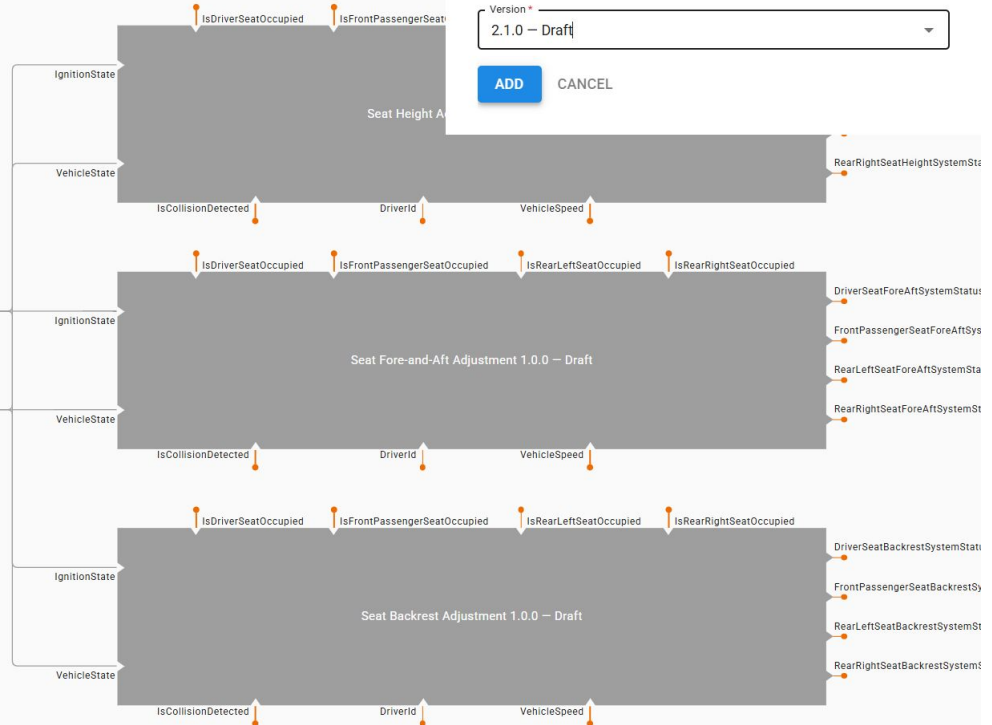 Version *
2.1.0 — Draft
ADD CANCEL
IsDriverSeatOccupied IsFrontPassengerSeat
IgnitionState
Seat Height
VehicleState
RearRightSeatHeightSystemSta
IsCollisionDetected DriverId VehicleSpeed
IsDriverSeatOccupied IsFrontPassengerSeatOccupied IsRearLeftSeatOccupied IsRearRightSeatOccupied
DriverSeatForeAftSystemStatus
IgnitionState
FrontPassengerSeatForeAftSys
Seat Fore-and-Aft Adjustment 1.0.0 — Draft
RearLeftSeatForeAftSystemSta
VehicleState
RearRightSeatForeAftSystemSt
IsCollisionDetected DriverId VehicleSpeed
IsDriverSeatOccupied IsFrontPassengerSeatOccupied IsRearLeftSeatOccupied IsRearRightSeatOccupied
DriverSeatBackrestSystemStatu
IgnitionState
FrontPassengerSeatBackrestSy
Seat Backrest Adjustment 1.0.0 — Draft
RearLeftSeatBackrestSystemSt
VehicleState
RearRightSeatBackrestSystemS
IsCollisionDetected DriverId VehicleSpeed